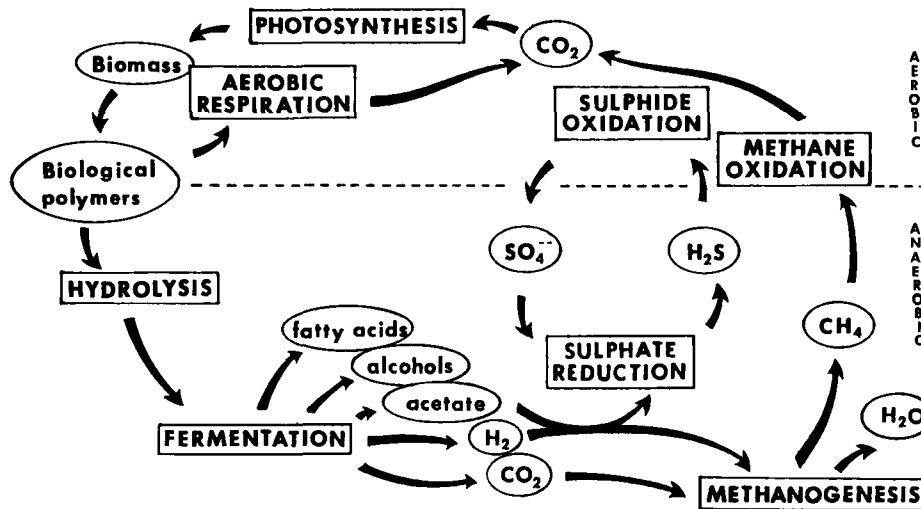 PHOTOSYNTHESIS
CO2
Biomass
AEROBIC
RESPIRATION
SULPHIDE
OXIDATION
METHANE
OXIDATION
AEROBIC
Biological
polymers
SO4--
H2S
ANAEROBIC
HYDROLYSIS
fatty acids
alcohols
acetate
SULPHATE
REDUCTION
CH4
H2O
FERMENTATION
H2
CO2
METHANOGENESIS